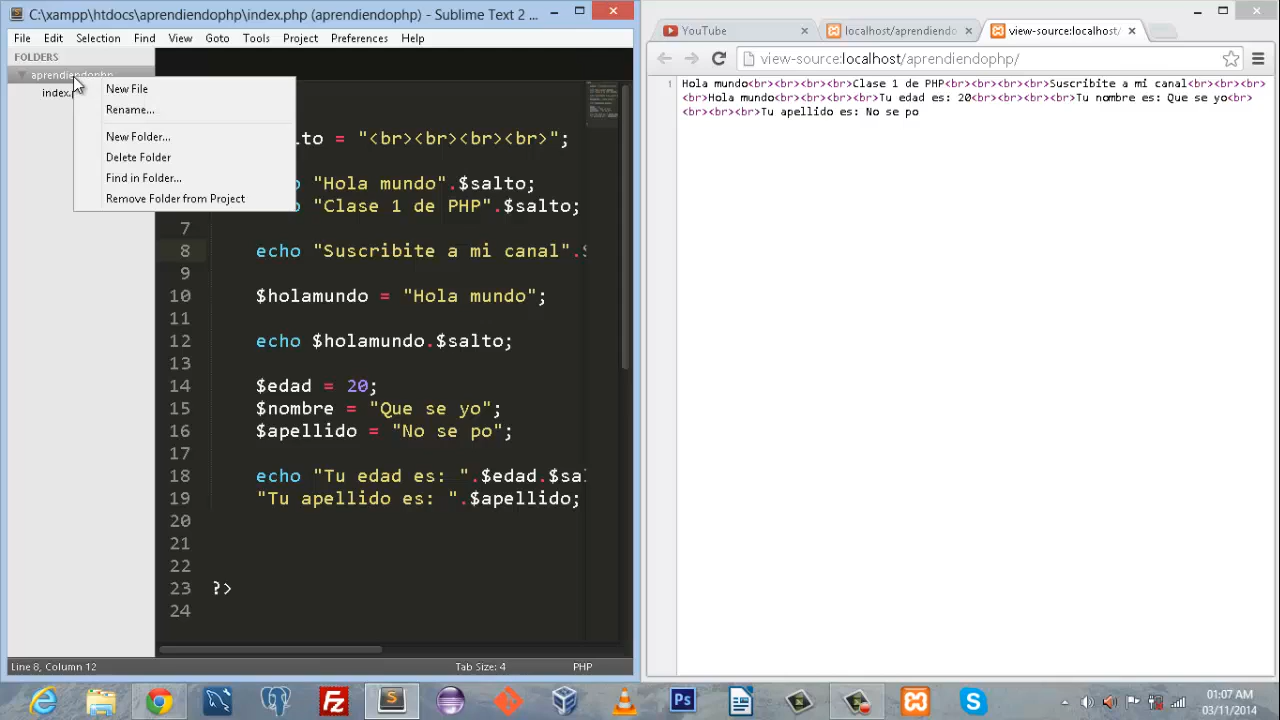 C:\xampp\htdocs\aprendiendophp\index.php (aprendiendophp) - Sublime Text 2 ...
File Edit Selection Find View Goto Tools Project Preferences Help
FOLDERS
aprendiendophp
index.
New File
Rename...
New Folder...
Delete Folder
Find in Folder...
Remove Folder from Project
lto = "<br><br><br><br>";
"Hola mundo".$salto;
"Clase 1 de PHP".$salto;
7
8 echo "Suscribite a mi canal".$
9
10 $holamundo = "Hola mundo";
11
12 echo $holamundo.$salto;
13
14 $edad = 20;
15 $nombre = "Que se yo";
16 $apellido = "No se po";
17
18 echo "Tu edad es: ".$edad.$sal
19 "Tu apellido es: ".$apellido;
20
21
22
23 ?>
24
Line 8, Column 12 Tab Size: 4 PHP
YouTube localhost/aprendiendo view-source:localhost/
view-source:localhost/aprendiendophp/
1 Hola mundo<br><br><br><br>Clase 1 de PHP<br><br><br><br>Suscribite a mi canal<br><br><br>
<br>Hola mundo<br><br><br><br>Tu edad es: 20<br><br><br><br>Tu nombre es: Que se yo<br>
<br><br><br>Tu apellido es: No se po
01:07 AM
03/11/2014